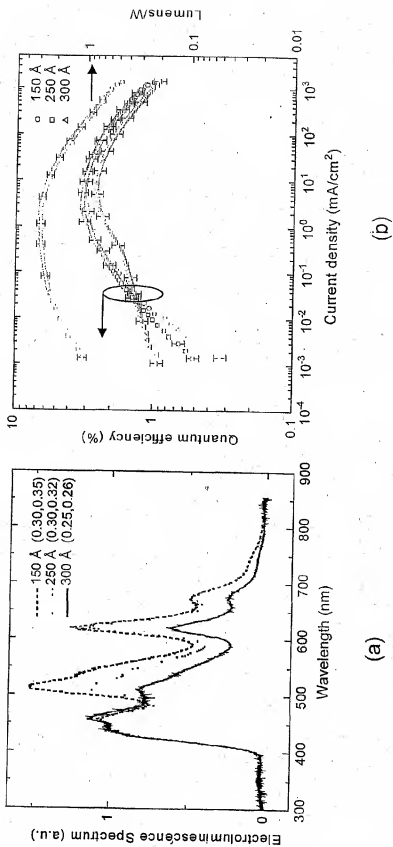 Electroluminescence Spectrum (a.u.)
1
0
150 Å (0.30,0.35)
250 Å (0.30,0.32)
300 Å (0.25,0.26)
300 400 500 600 700 800 900
Wavelength (nm)
(a)
Quantum efficiency (%)
10
1
0.1
150 Å
250 Å
300 Å
Lumens/W
1
0.1
0.01
10⁻⁴ 10⁻³ 10⁻² 10⁻¹ 10⁰ 10¹ 10² 10³
Current density (mA/cm²)
(b)